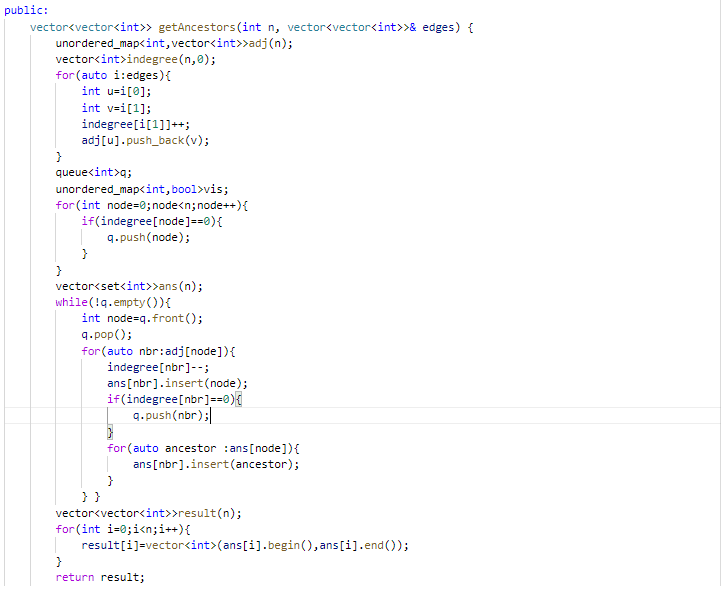 public:
    vector<vector<int>> getAncestors(int n, vector<vector<int>>& edges) {
        unordered_map<int,vector<int>>adj(n);
        vector<int>indegree(n,0);
        for(auto i:edges){
            int u=i[0];
            int v=i[1];
            indegree[i[1]]++;
            adj[u].push_back(v);
        }
        queue<int>q;
        unordered_map<int,bool>vis;
        for(int node=0;node<n;node++){
            if(indegree[node]==0){
                q.push(node);
            }
        }
        vector<set<int>>ans(n);
        while(!q.empty()){
            int node=q.front();
            q.pop();
            for(auto nbr:adj[node]){
                indegree[nbr]--;
                ans[nbr].insert(node);
                if(indegree[nbr]==0){
                    q.push(nbr);
                }
                for(auto ancestor :ans[node]){
                    ans[nbr].insert(ancestor);
                }
            } }
        vector<vector<int>>result(n);
        for(int i=0;i<n;i++){
            result[i]=vector<int>(ans[i].begin(),ans[i].end());
        }
        return result;